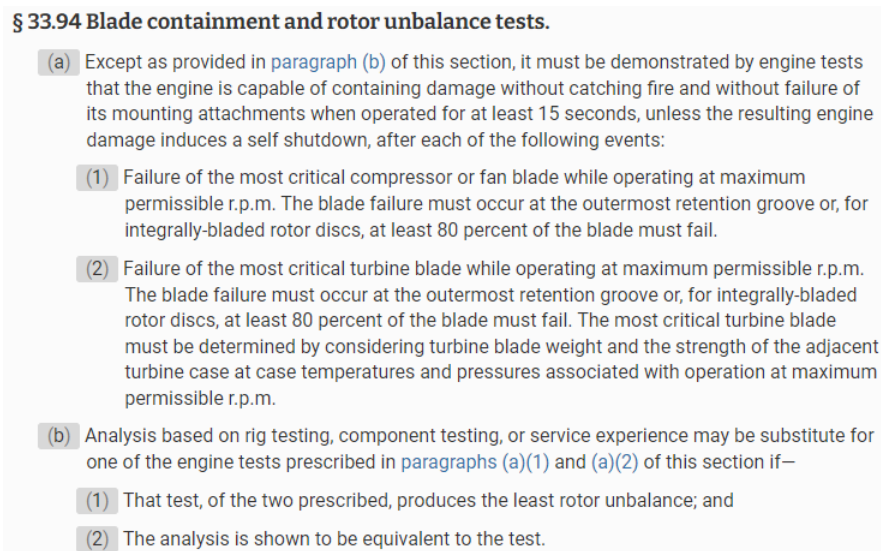 § 33.94 Blade containment and rotor unbalance tests.
(a) Except as provided in paragraph (b) of this section, it must be demonstrated by engine tests
that the engine is capable of containing damage without catching fire and without failure of
its mounting attachments when operated for at least 15 seconds, unless the resulting engine
damage induces a self shutdown, after each of the following events:
(1) Failure of the most critical compressor or fan blade while operating at maximum
permissible r.p.m. The blade failure must occur at the outermost retention groove or, for
integrally-bladed rotor discs, at least 80 percent of the blade must fail.
(2) Failure of the most critical turbine blade while operating at maximum permissible r.p.m.
The blade failure must occur at the outermost retention groove or, for integrally-bladed
rotor discs, at least 80 percent of the blade must fail. The most critical turbine blade
must be determined by considering turbine blade weight and the strength of the adjacent
turbine case at case temperatures and pressures associated with operation at maximum
permissible r.p.m.
(b) Analysis based on rig testing, component testing, or service experience may be substitute for
one of the engine tests prescribed in paragraphs (a)(1) and (a)(2) of this section if—
(1) That test, of the two prescribed, produces the least rotor unbalance; and
(2) The analysis is shown to be equivalent to the test.